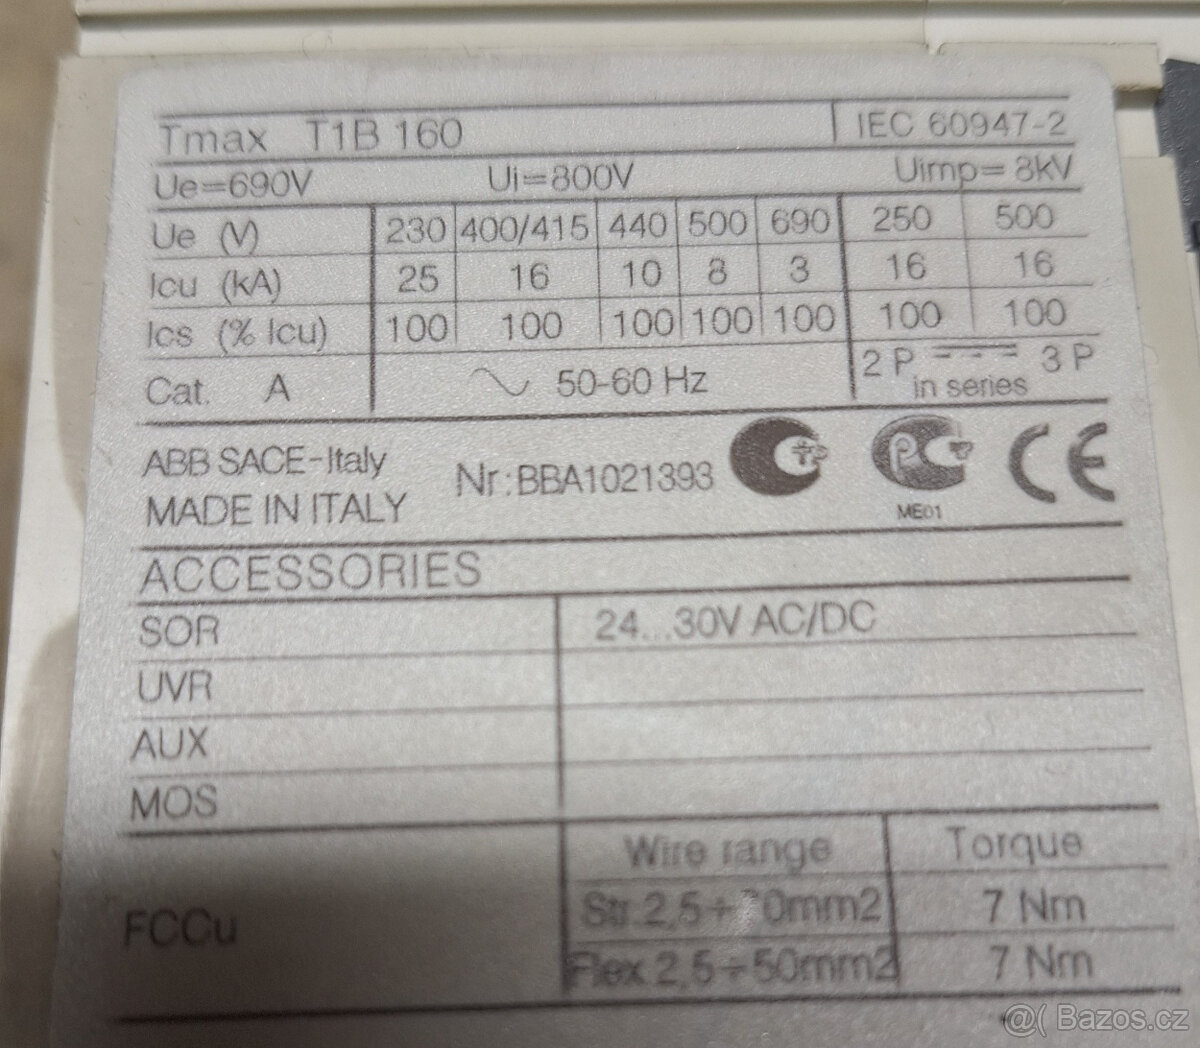 Tmax T1B 160 IEC 60947-2
Ue=690V Ui=800V Uimp= 8kV
Ue (V) 230 400/415 440 500 690 250 500
Icu (kA) 25 16 10 8 3 16 16
Ics (% Icu) 100 100 100 100 100 100 100
Cat. A 50-60 Hz 2 P 3 P
in series
ABB SACE-Italy
MADE IN ITALY
Nr:BBA1021393
ME01
CE
ACCESSORIES
SOR 24...30V AC/DC
UVR
AUX
MOS
FCCu
Wire range Torque
Str 2,5÷ 7 Nm
Flex 2,5÷50mm2 7 Nm
@( Bazos.cz